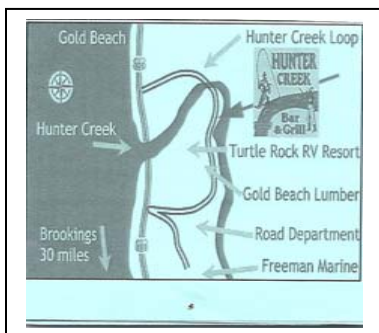 Gold Beach
Hunter Creek Loop
HUNTER
CREEK
Bar
& Grill
Hunter Creek
Turtle Rock RV Resort
Gold Beach Lumber
Brookings
30 miles
Road Department
Freeman Marine